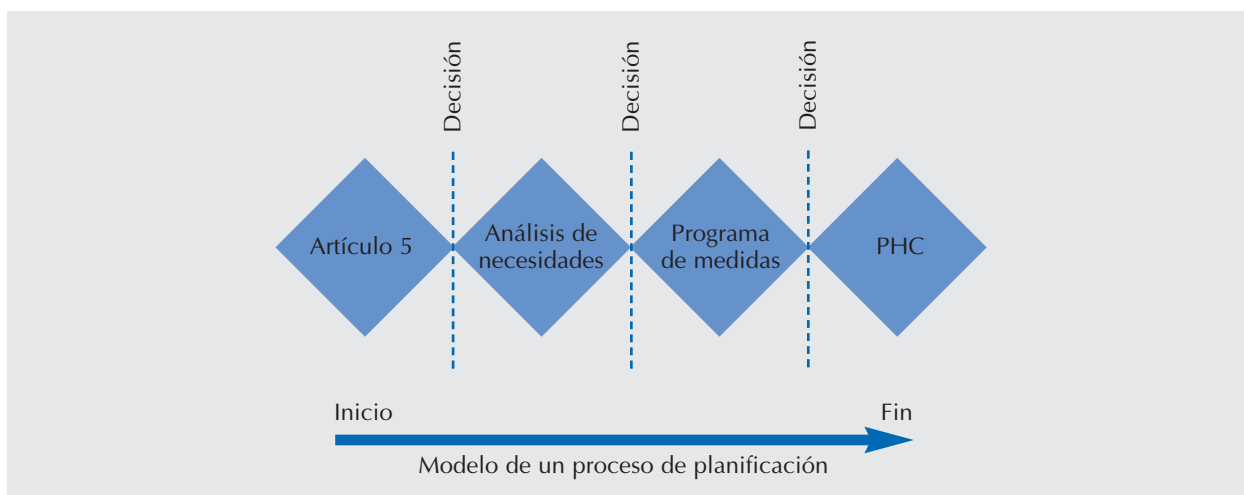 Decisión
Decisión
Decisión
Artículo 5
Análisis de
necesidades
Programa
de medidas
PHC
Inicio
Fin
Modelo de un proceso de planificación